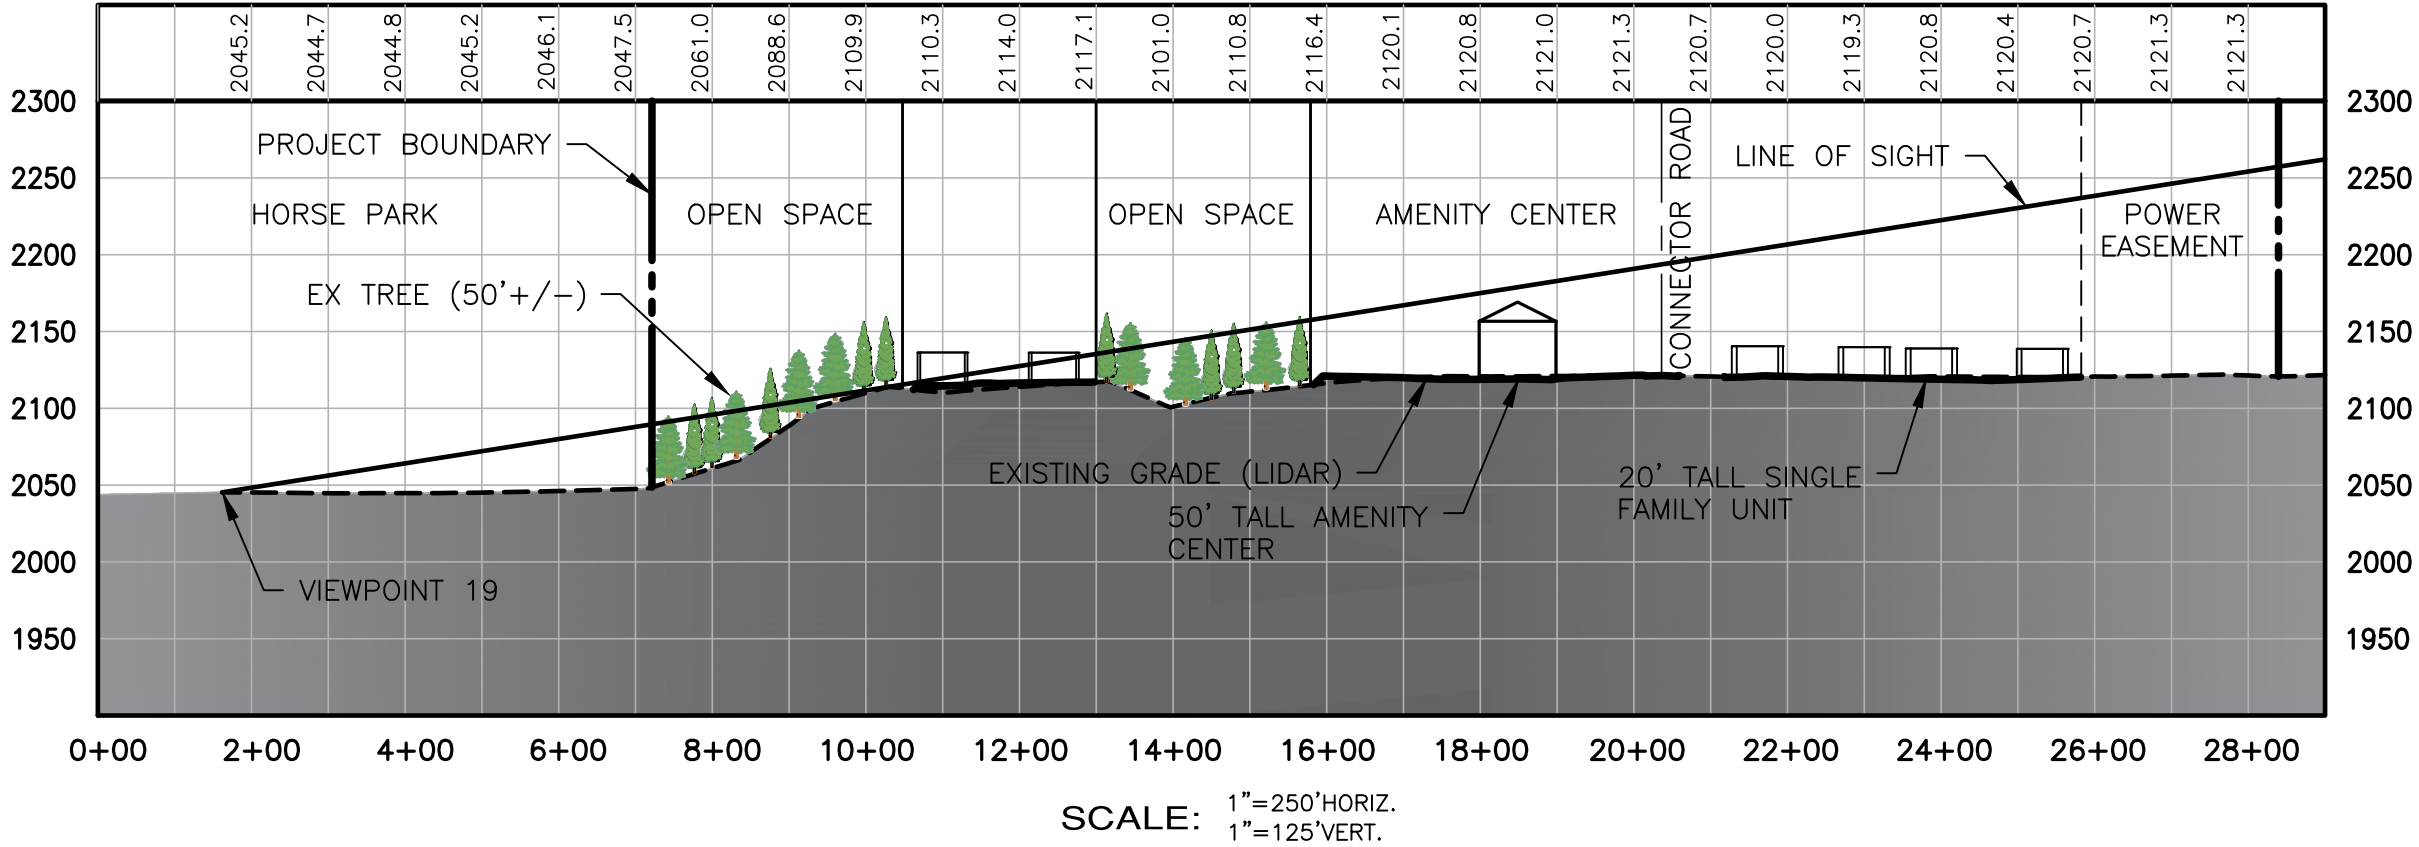 2045.2 2044.7 2044.8 2045.2 2046.1 2047.5 2061.0 2088.6 2109.9 2110.3 2114.0 2117.1 2101.0 2110.8 2116.4 2120.1 2120.8 2121.0 2121.3 2120.7 2120.0 2119.3 2120.8 2120.4 2120.7 2121.3 2121.3
2300 2300
PROJECT BOUNDARY
CONNECTOR ROAD
LINE OF SIGHT
2250 2250
HORSE PARK OPEN SPACE OPEN SPACE AMENITY CENTER POWER
EASEMENT
2200 2200
EX TREE (50'+/-)
2150 2150
2100 2100
EXISTING GRADE (LIDAR)
20' TALL SINGLE
FAMILY UNIT
2050 2050
50' TALL AMENITY
CENTER
2000 2000
VIEWPOINT 19
1950 1950
0+00 2+00 4+00 6+00 8+00 10+00 12+00 14+00 16+00 18+00 20+00 22+00 24+00 26+00 28+00
SCALE: 1"=250'HORIZ.
1"=125'VERT.